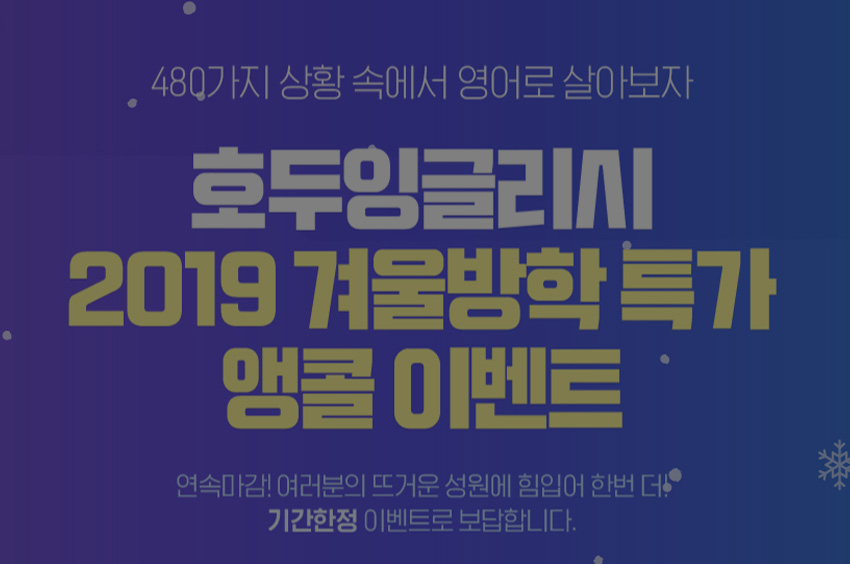 480가지 상황 속에서 영어로 살아보자
호두잉글리시
2019 겨울방학 특가
앵콜 이벤트
연속마감! 여러분의 뜨거운 성원에 힘입어 한번 더!
기간한정 이벤트로 보답합니다.